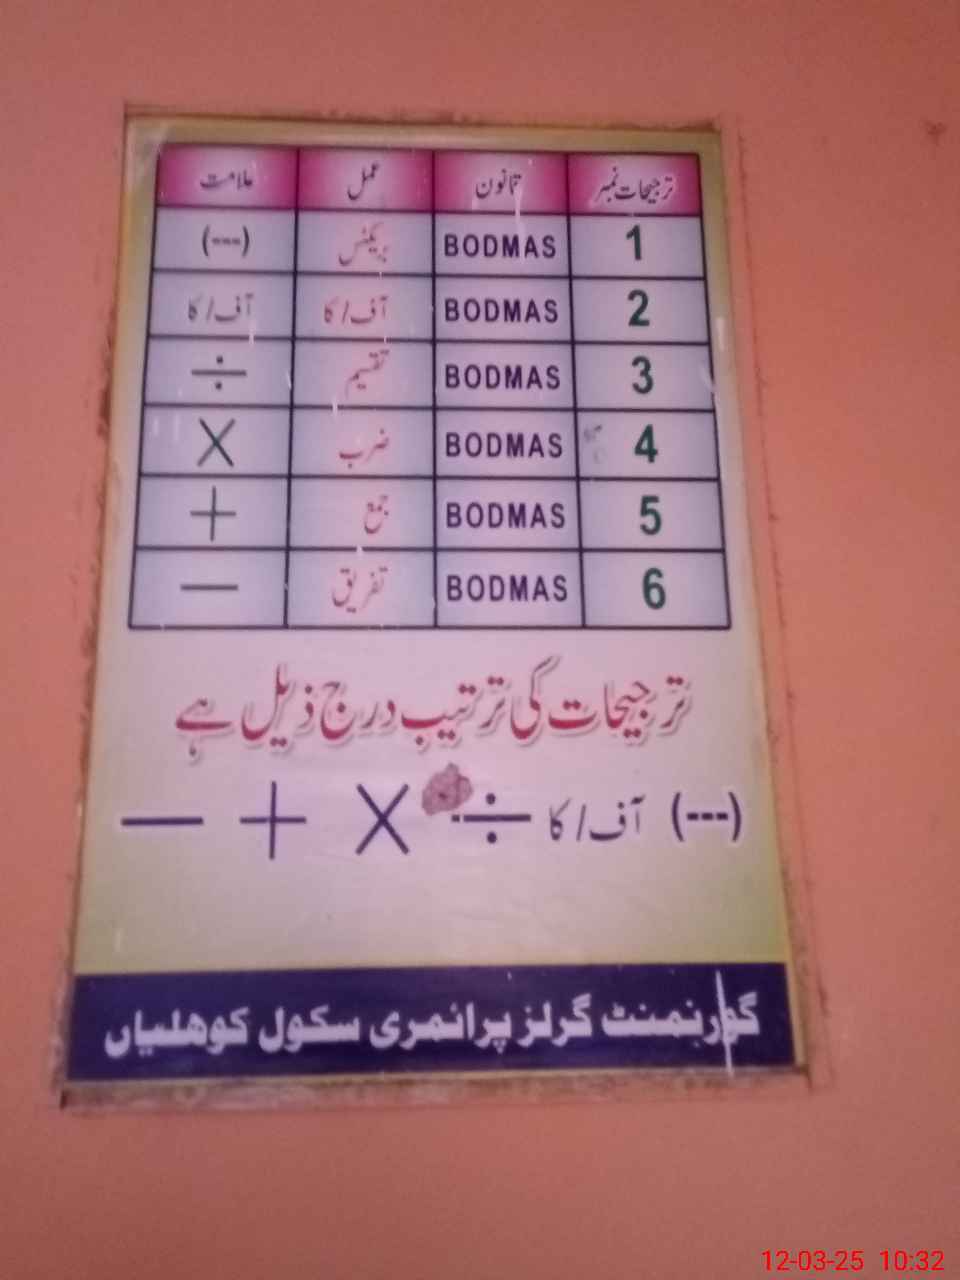 ترجیحات نمبر قانون عمل علامت
1 BODMAS بریکٹس (---)
2 BODMAS آف/کا آف/کا
3 BODMAS تقسیم ÷
4 BODMAS ضرب ×
5 BODMAS جمع +
6 BODMAS تفریق −
ترجیحات کی ترتیب درج ذیل ہے
(---) آف/کا ÷ × + −
گورنمنٹ گرلز پرائمری سکول کوھلیاں
12-03-25 10:32